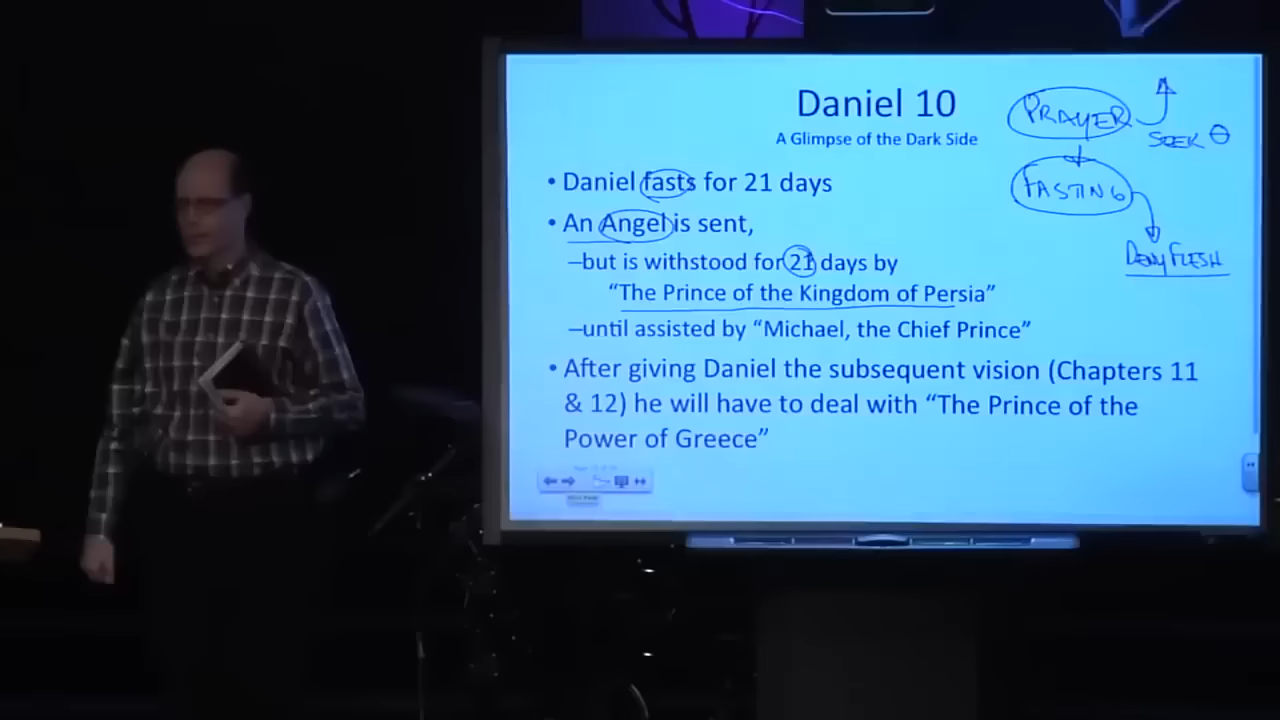 Daniel 10
A Glimpse of the Dark Side
• Daniel fasts for 21 days
• An Angel is sent,
–but is withstood for 21 days by
“The Prince of the Kingdom of Persia”
–until assisted by “Michael, the Chief Prince”
• After giving Daniel the subsequent vision (Chapters 11
& 12) he will have to deal with “The Prince of the
Power of Greece”
PRAYER
SEEK Θ
FASTING
DENY FLESH